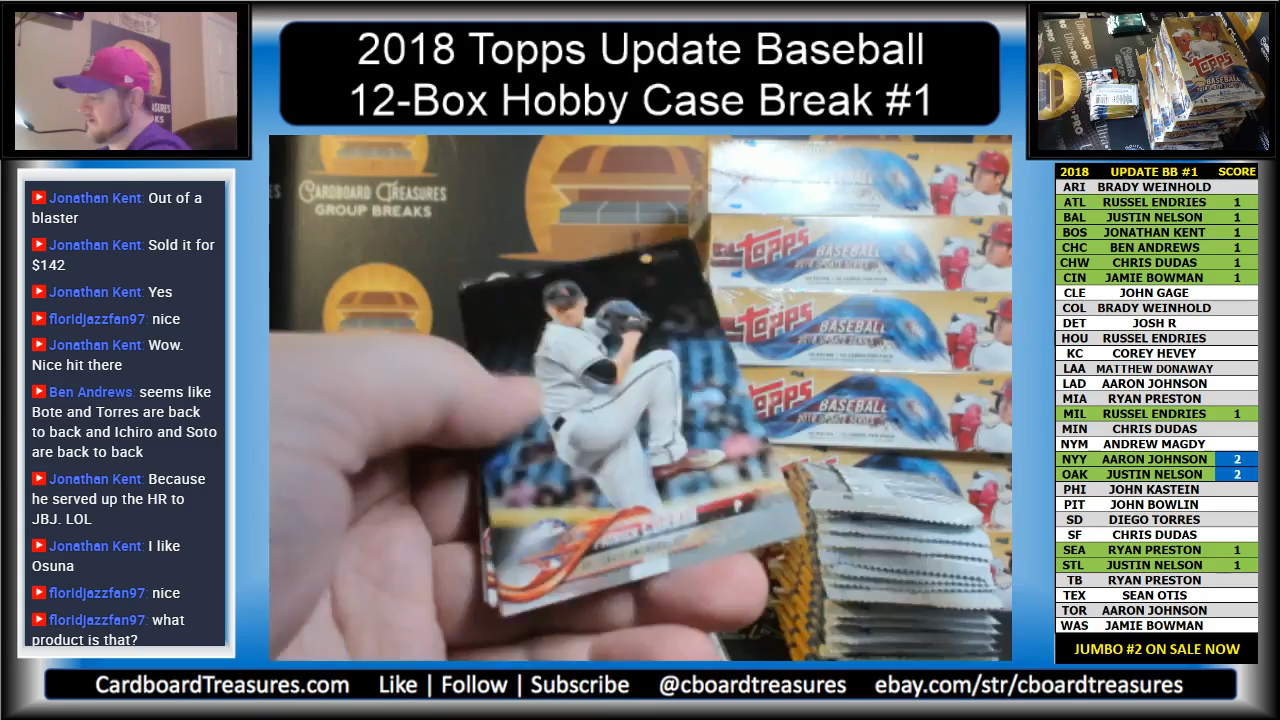 2018 Topps Update Baseball
12-Box Hobby Case Break #1
Jonathan Kent: Out of a
blaster
Jonathan Kent: Sold it for
$142
Jonathan Kent: Yes
floridjazzfan97: nice
Jonathan Kent: Wow.
Nice hit there
Ben Andrews: seems like
Bote and Torres are back
to back and Ichiro and Soto
are back to back
Jonathan Kent: Because
he served up the HR to
JBJ. LOL
Jonathan Kent: I like
Osuna
floridjazzfan97: nice
floridjazzfan97: what
product is that?
CARDBOARD TREASURES
GROUP BREAKS
Topps
BASEBALL
Topps
BASEBALL
Topps
BASEBALL
Topps
BASEBALL
2018 UPDATE BB #1 SCORE
ARI BRADY WEINHOLD
ATL RUSSEL ENDRIES 1
BAL JUSTIN NELSON 1
BOS JONATHAN KENT 1
CHC BEN ANDREWS 1
CHW CHRIS DUDAS 1
CIN JAMIE BOWMAN 1
CLE JOHN GAGE
COL BRADY WEINHOLD
DET JOSH R
HOU RUSSEL ENDRIES
KC COREY HEVEY
LAA MATTHEW DONAWAY
LAD AARON JOHNSON
MIA RYAN PRESTON
MIL RUSSEL ENDRIES 1
MIN CHRIS DUDAS
NYM ANDREW MAGDY
NYY AARON JOHNSON 2
OAK JUSTIN NELSON 2
PHI JOHN KASTEIN
PIT JOHN BOWLIN
SD DIEGO TORRES
SF CHRIS DUDAS
SEA RYAN PRESTON 1
STL JUSTIN NELSON 1
TB RYAN PRESTON
TEX SEAN OTIS
TOR AARON JOHNSON
WAS JAMIE BOWMAN
JUMBO #2 ON SALE NOW
CardboardTreasures.com Like | Follow | Subscribe @cboardtreasures ebay.com/str/cboardtreasures